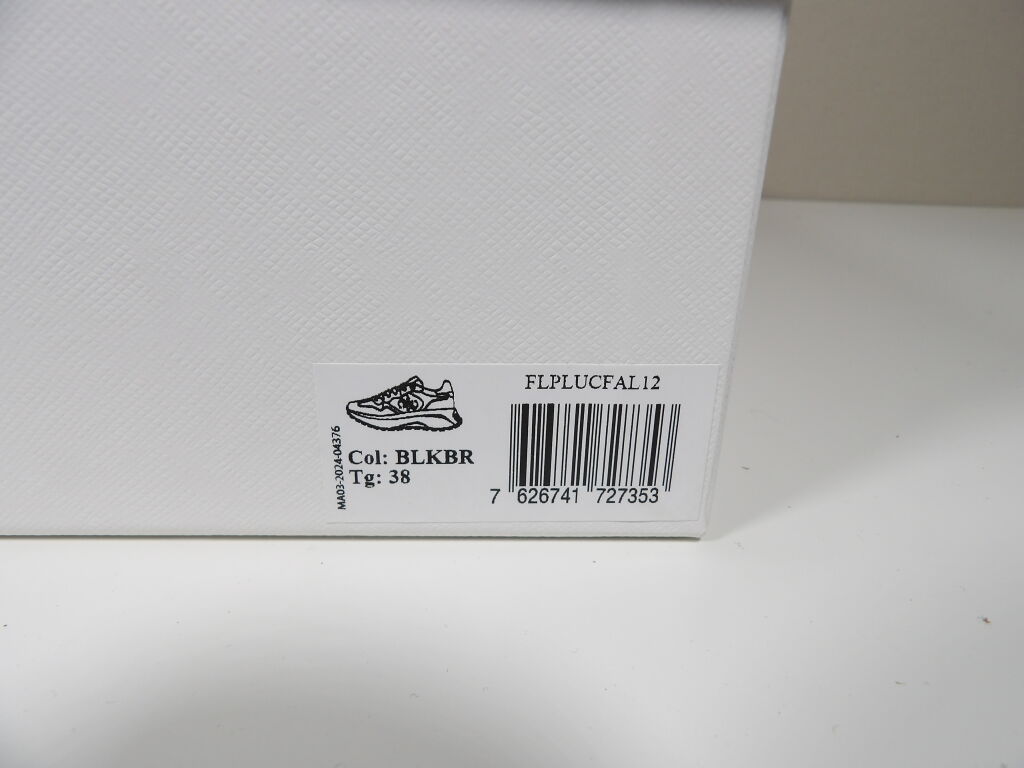 FLPLUCFAL12
MA03-2024-04376
Col: BLKBR
Tg: 38
7 626741 727353